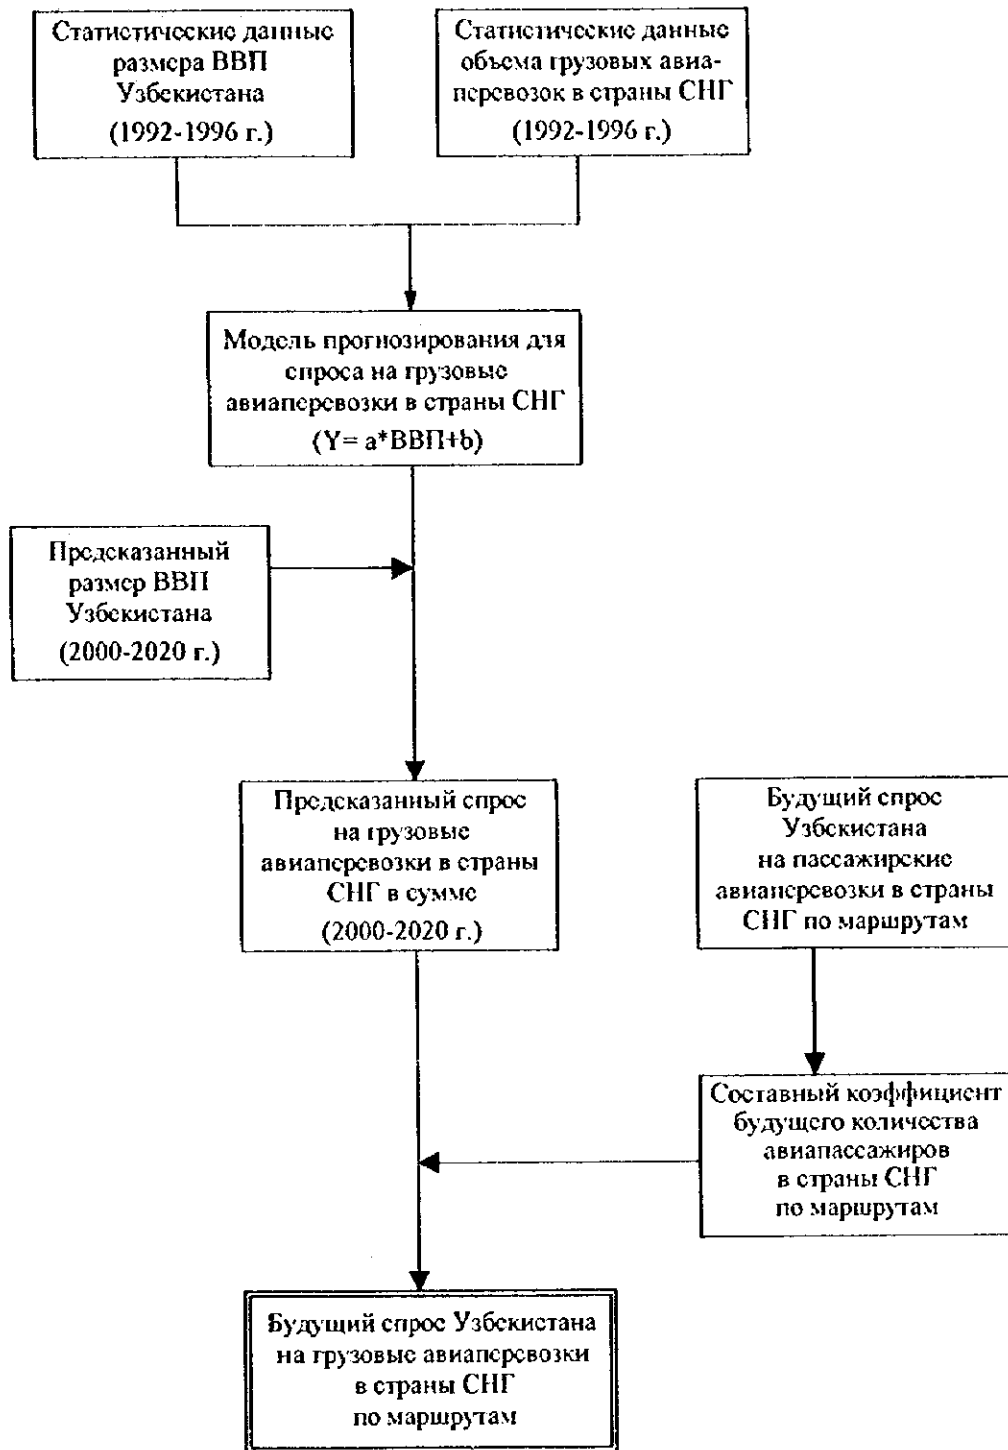 Статистические данные
размера ВВП
Узбекистана
(1992-1996 г.)
Статистические данные
объема грузовых авиа-
перевозок в страны СНГ
(1992-1996 г.)
Модель прогнозирования для
спроса на грузовые
авиаперевозки в страны СНГ
(Y= a*ВВП+b)
Предсказанный
размер ВВП
Узбекистана
(2000-2020 г.)
Предсказанный спрос
на грузовые
авиаперевозки в страны
СНГ в сумме
(2000-2020 г.)
Будущий спрос
Узбекистана
на пассажирские
авиаперевозки в страны
СНГ по маршрутам
Составный коэффициент
будущего количества
авиапассажиров
в страны СНГ
по маршрутам
Будущий спрос Узбекистана
на грузовые авиаперевозки
в страны СНГ
по маршрутам